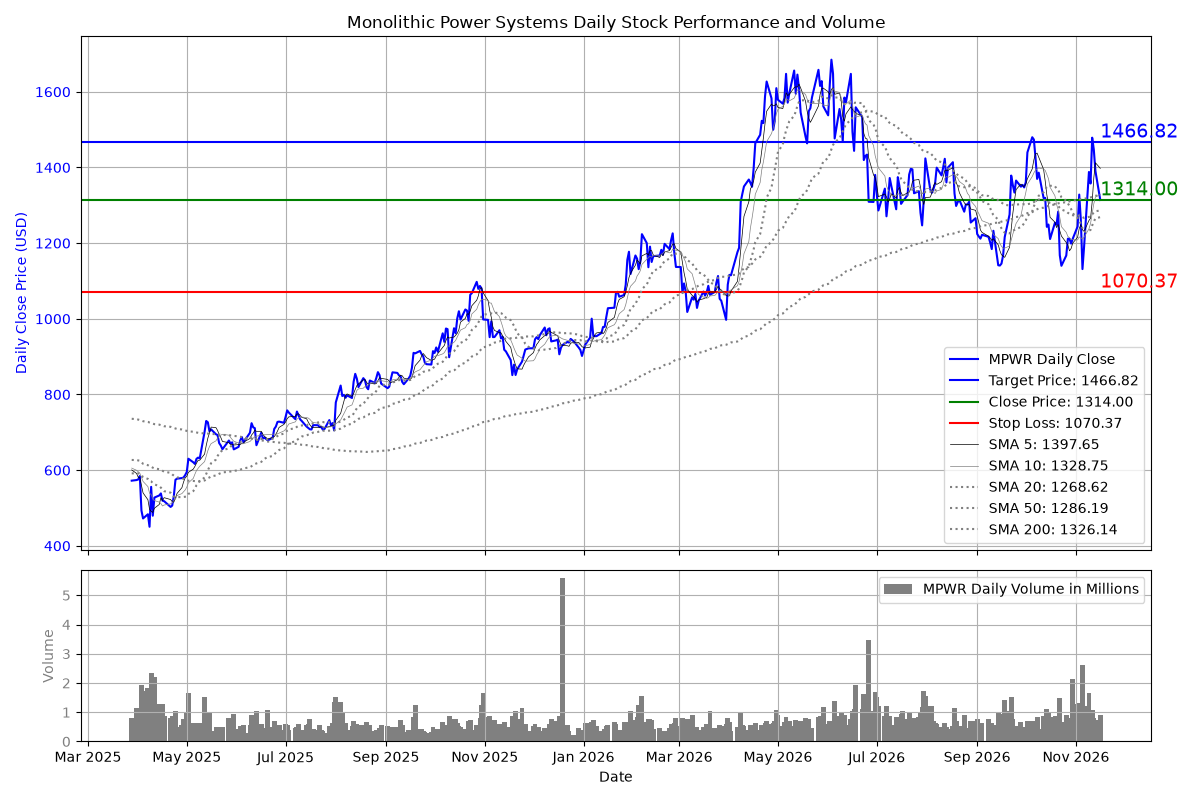 Monolithic Power Systems Daily Stock Performance and Volume
Daily Close Price (USD)
1600
1400
1200
1000
800
600
400
1466.82
1314.00
1070.37
MPWR Daily Close
Target Price: 1466.82
Close Price: 1314.00
Stop Loss: 1070.37
SMA 5: 1397.65
SMA 10: 1328.75
SMA 20: 1268.62
SMA 50: 1286.19
SMA 200: 1326.14
Volume
5
4
3
2
1
0
MPWR Daily Volume in Millions
Mar 2025 May 2025 Jul 2025 Sep 2025 Nov 2025 Jan 2026 Mar 2026 May 2026 Jul 2026 Sep 2026 Nov 2026
Date